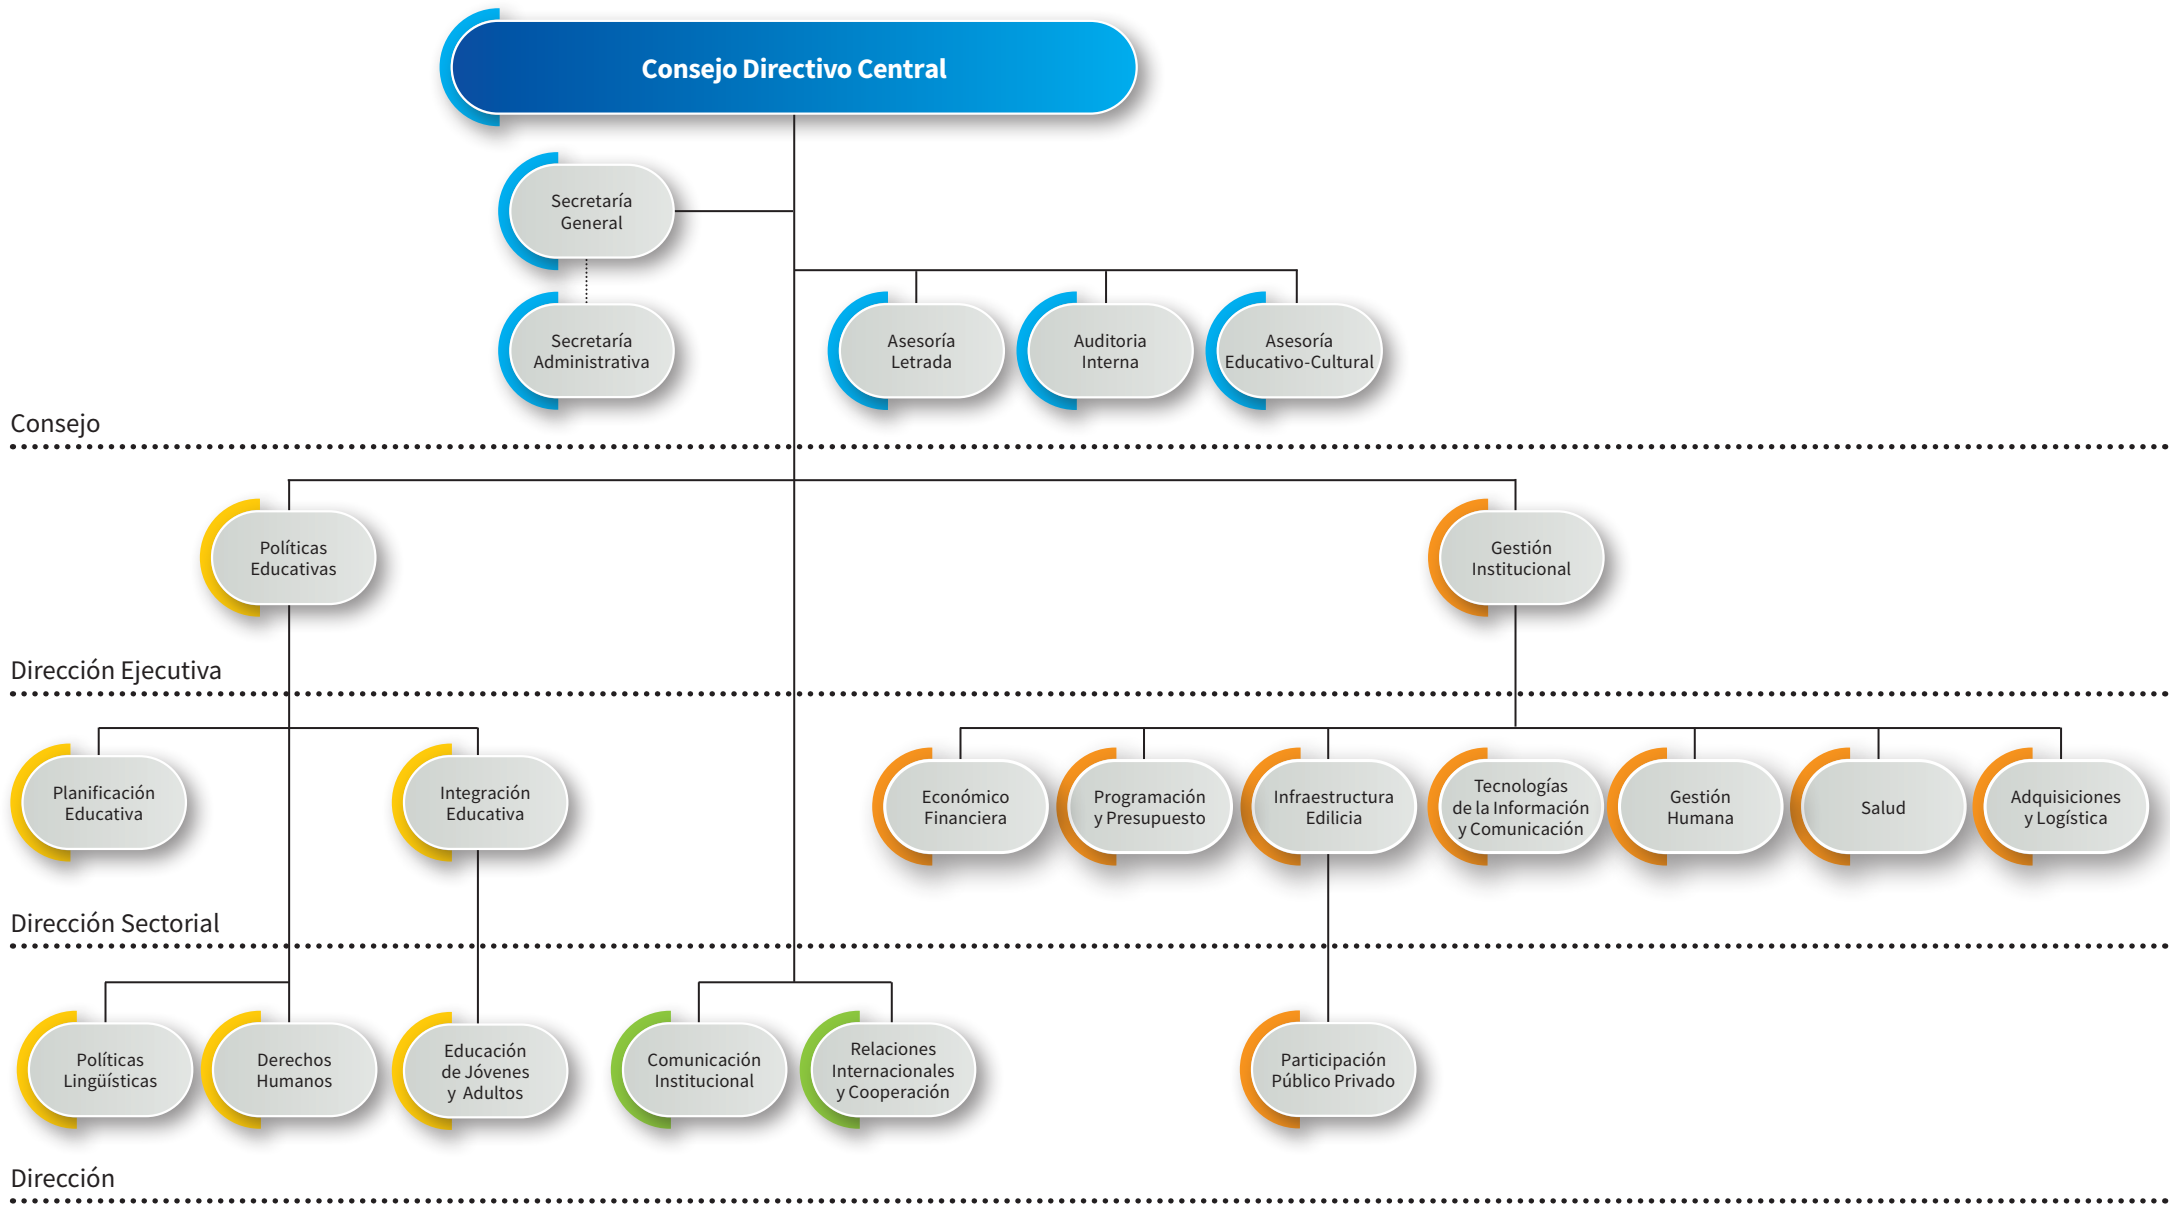 Consejo Directivo Central
Secretaría
General
Secretaría
Administrativa
Asesoría
Letrada
Auditoria
Interna
Asesoría
Educativo-Cultural
Consejo
Políticas
Educativas
Gestión
Institucional
Dirección Ejecutiva
Planificación
Educativa
Integración
Educativa
Económico
Financiera
Programación
y Presupuesto
Infraestructura
Edilicia
Tecnologías
de la Información
y Comunicación
Gestión
Humana
Salud
Adquisiciones
y Logística
Dirección Sectorial
Políticas
Lingüísticas
Derechos
Humanos
Educación
de Jóvenes
y Adultos
Comunicación
Institucional
Relaciones
Internacionales
y Cooperación
Participación
Público Privado
Dirección